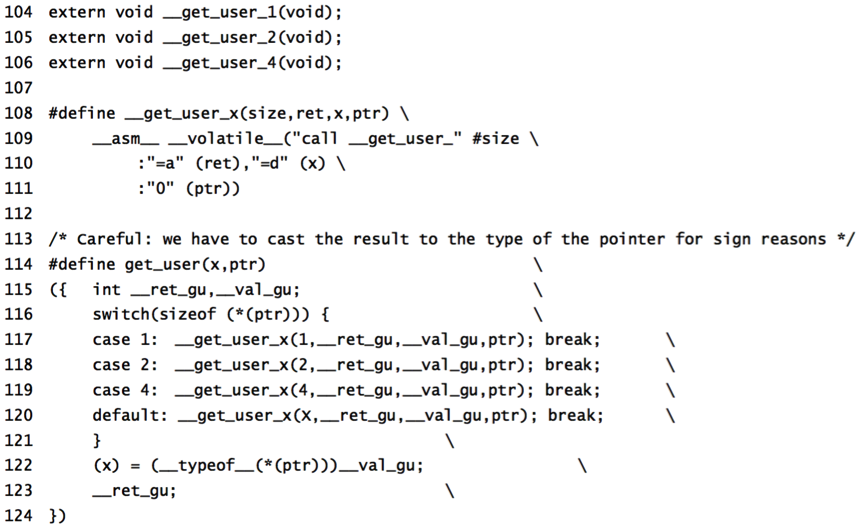 104 extern void __get_user_1(void);
105 extern void __get_user_2(void);
106 extern void __get_user_4(void);
107
108 #define __get_user_x(size,ret,x,ptr) \
109     __asm__ __volatile__("call __get_user_" #size \
110         :"=a" (ret),"=d" (x) \
111         :"0" (ptr))
112
113 /* Careful: we have to cast the result to the type of the pointer for sign reasons */
114 #define get_user(x,ptr)                              \
115 ({  int __ret_gu,__val_gu;                           \
116     switch(sizeof (*(ptr))) {                        \
117     case 1:  __get_user_x(1,__ret_gu,__val_gu,ptr); break;       \
118     case 2:  __get_user_x(2,__ret_gu,__val_gu,ptr); break;       \
119     case 4:  __get_user_x(4,__ret_gu,__val_gu,ptr); break;       \
120     default: __get_user_x(X,__ret_gu,__val_gu,ptr); break;       \
121     }                                    \
122     (x) = (__typeof__(*(ptr)))__val_gu;                  \
123     __ret_gu;                            \
124 })